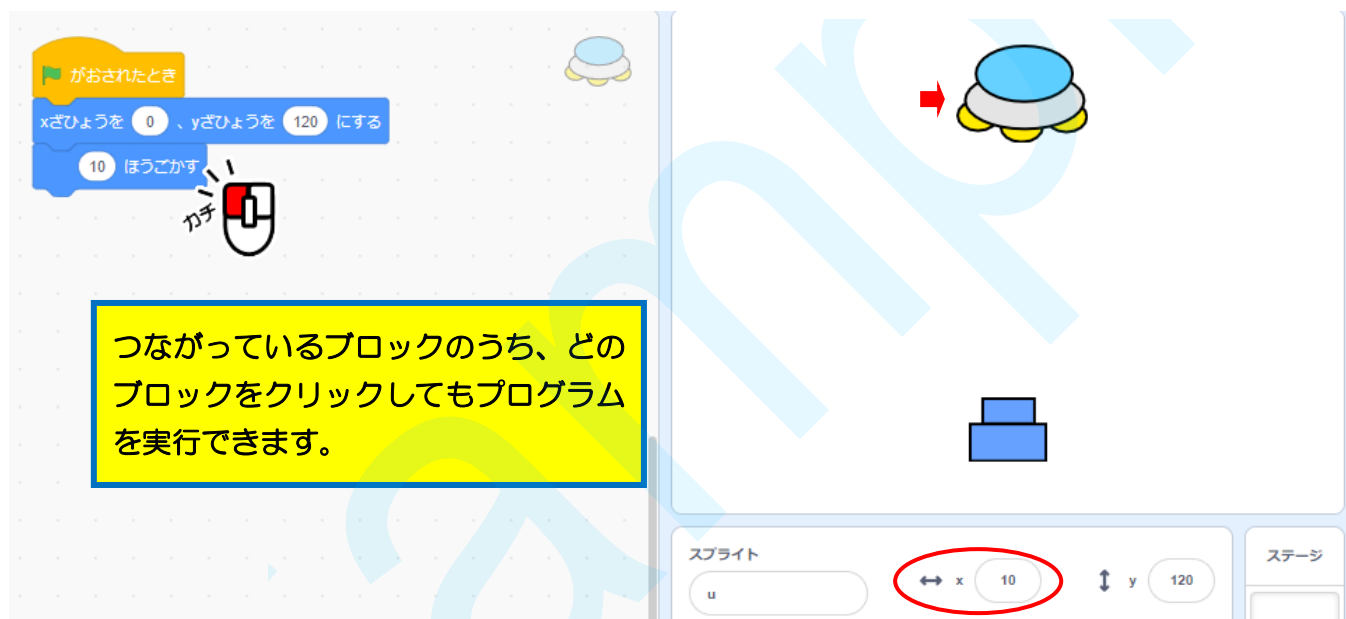 がおされたとき
xざひょうを 0 、yざひょうを 120 にする
10 ほうごかす
カチ
つながっているブロックのうち、どの
ブロックをクリックしてもプログラム
を実行できます。
スプライト
u
x 10
y 120
ステージ